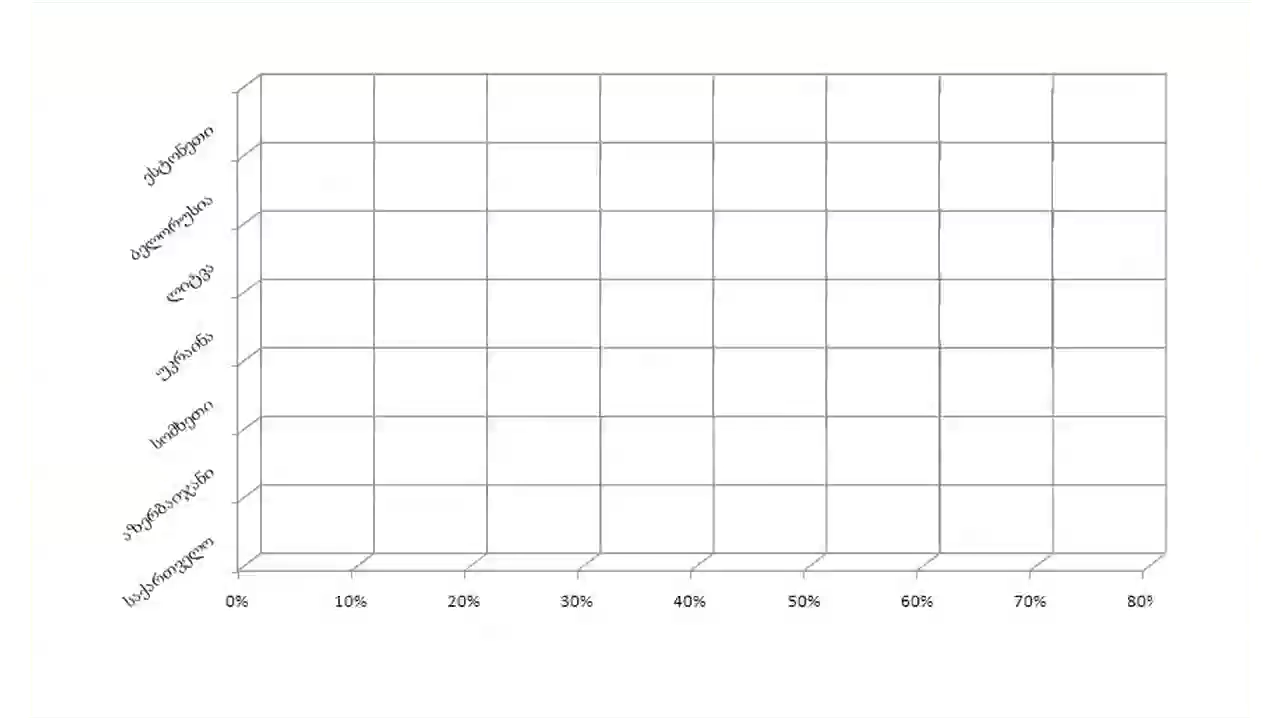 ესტონეთი
ბელორუსია
ლიტვა
უკრაინა
სომხეთი
აზერბაიჯანი
საქართველო
0% 10% 20% 30% 40% 50% 60% 70% 80%